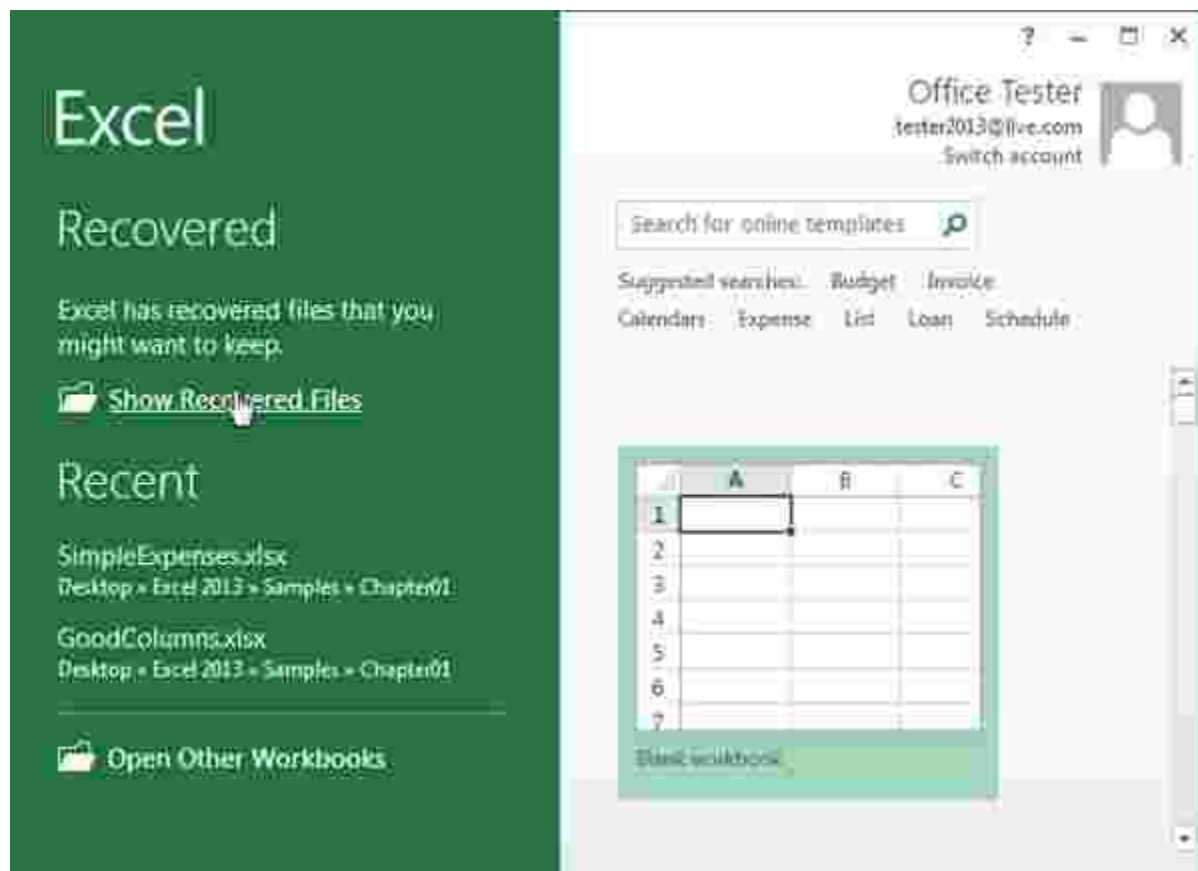 Excel
Recovered
Excel has recovered files that you
might want to keep.
Show Recovered Files
Recent
SimpleExpenses.xlsx
Desktop » Excel 2013 » Samples » Chapter01
GoodColumns.xlsx
Desktop » Excel 2013 » Samples » Chapter01
Open Other Workbooks
?
Office Tester
tester2013@live.com
Switch account
Search for online templates
Suggested searches: Budget Invoice
Calendars Expense List Loan Schedule
A B C
1
2
3
4
5
6
7
Blank workbook